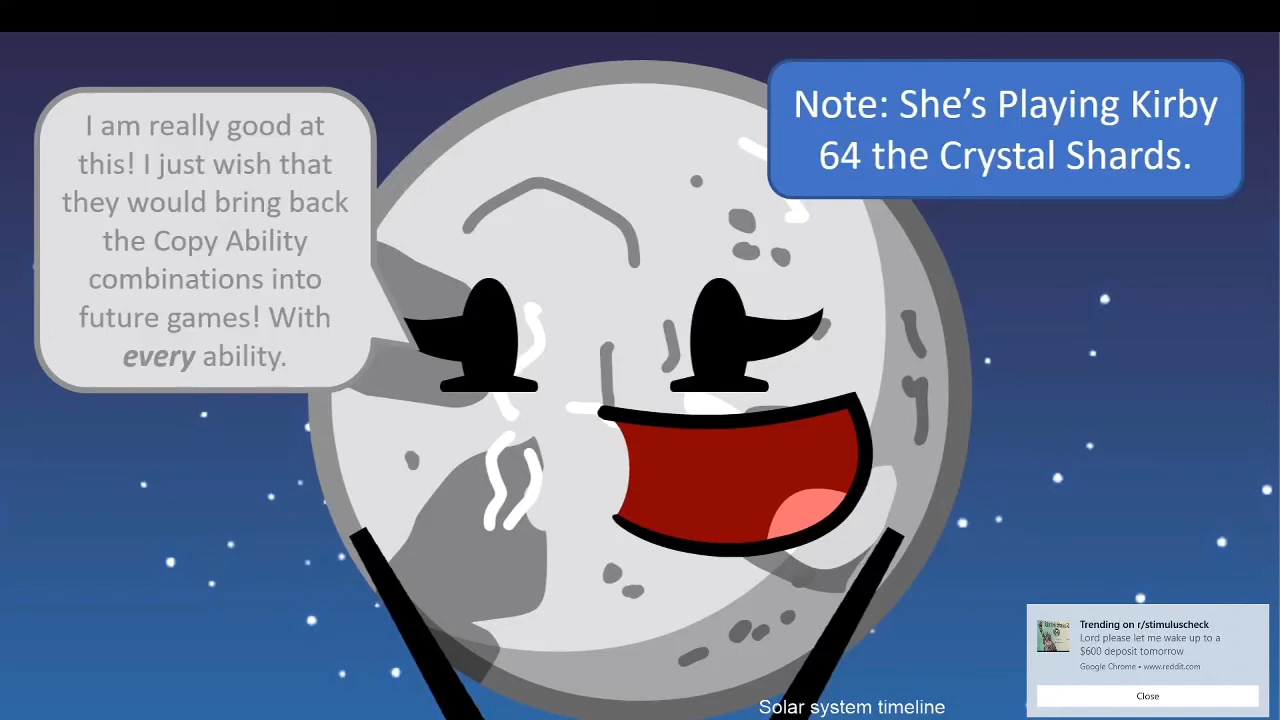 I am really good at
this! I just wish that
they would bring back
the Copy Ability
combinations into
future games! With
every ability.
Note: She’s Playing Kirby
64 the Crystal Shards.
Trending on r/stimuluscheck
Lord please let me wake up to a
$600 deposit tomorrow
Google Chrome • www.reddit.com
Close
Solar system timeline